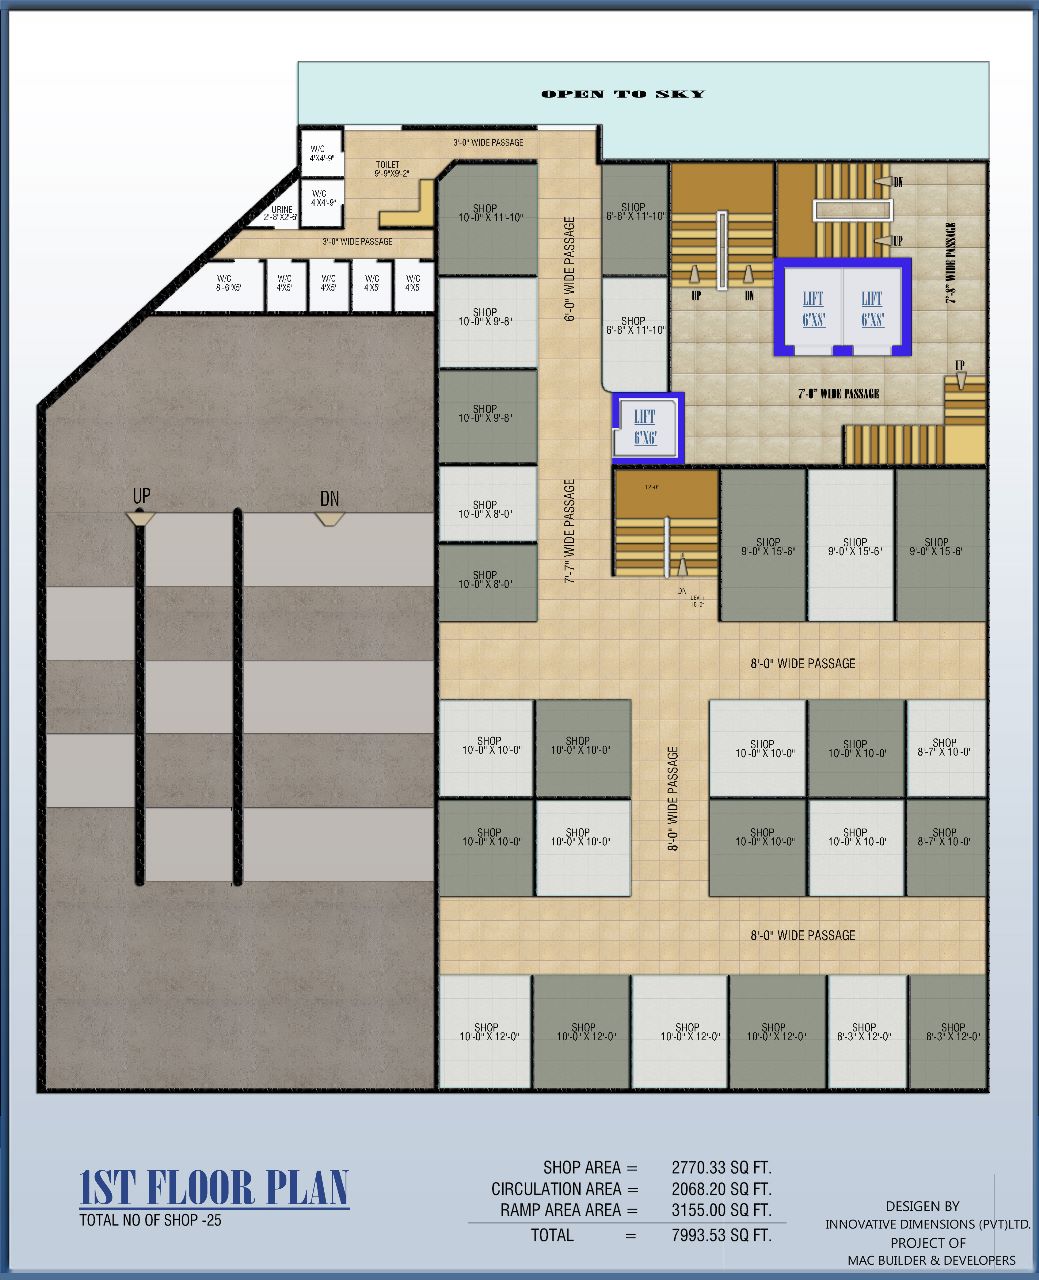 OPEN TO SKY
3'-0" WIDE PASSAGE
W/C
4'X4'-9"
TOILET
9'-9"X9'-2"
W/C
4'X4'-9"
URINE
2'-8"X2'-6"
3'-0" WIDE PASSAGE
W/C
8'-6"X5'
W/C
4'X5'
W/C
4'X5'
W/C
4'X5'
W/C
4'X5'
SHOP
10'-0" X 11'-10"
SHOP
6'-8" X 11'-10"
6'-0" WIDE PASSAGE
DN
UP
7'-8" WIDE PASSAGE
UP
DN
SHOP
10'-0" X 9'-8"
SHOP
6'-8" X 11'-10"
LIFT
6'X8'
LIFT
6'X8'
UP
7'-0" WIDE PASSAGE
SHOP
10'-0" X 9'-8"
LIFT
6'X6'
UP
DN
SHOP
10'-0" X 8'-0"
7'-7" WIDE PASSAGE
12'-0"
SHOP
9'-0" X 15'-6"
SHOP
9'-0" X 15'-6"
SHOP
9'-0" X 15'-6"
SHOP
10'-0" X 8'-0"
DN
8'-0" WIDE PASSAGE
SHOP
10'-0" X 10'-0"
SHOP
10'-0" X 10'-0"
8'-0" WIDE PASSAGE
SHOP
10'-0" X 10'-0"
SHOP
10'-0" X 10'-0"
SHOP
8'-7" X 10'-0"
SHOP
10'-0" X 10'-0"
SHOP
10'-0" X 10'-0"
SHOP
10'-0" X 10'-0"
SHOP
10'-0" X 10'-0"
SHOP
8'-7" X 10'-0"
8'-0" WIDE PASSAGE
SHOP
10'-0" X 12'-0"
SHOP
10'-0" X 12'-0"
SHOP
10'-0" X 12'-0"
SHOP
10'-0" X 12'-0"
SHOP
8'-3" X 12'-0"
SHOP
8'-3" X 12'-0"
1ST FLOOR PLAN
TOTAL NO OF SHOP -25
SHOP AREA = 2770.33 SQ FT.
CIRCULATION AREA = 2068.20 SQ FT.
RAMP AREA AREA = 3155.00 SQ FT.
TOTAL = 7993.53 SQ FT.
DESIGEN BY
INNOVATIVE DIMENSIONS (PVT)LTD.
PROJECT OF
MAC BUILDER & DEVELOPERS